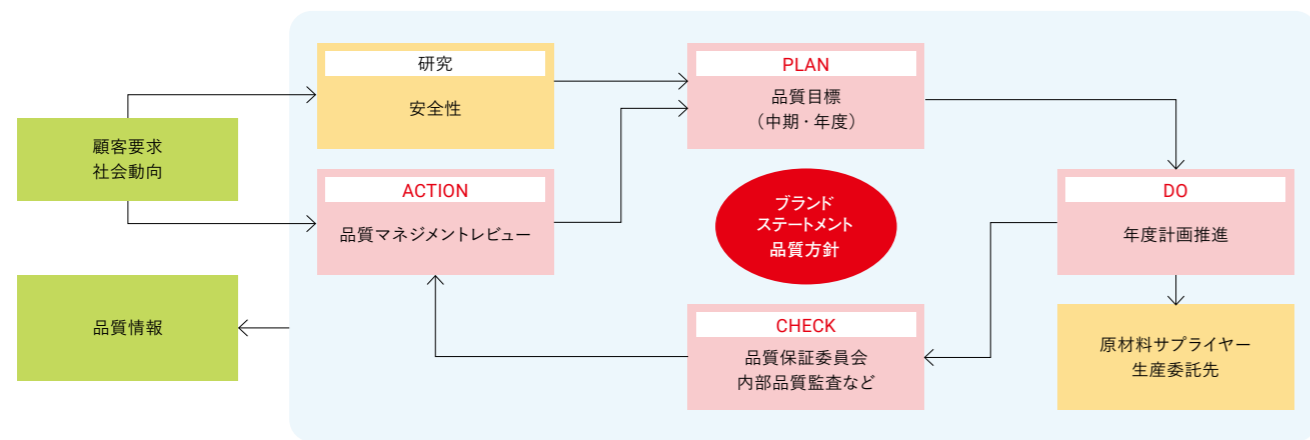 顧客要求
社会動向
品質情報
研究
安全性
ACTION
品質マネジメントレビュー
PLAN
品質目標
（中期・年度）
ブランド
ステートメント
品質方針
CHECK
品質保証委員会
内部品質監査など
DO
年度計画推進
原材料サプライヤー
生産委託先